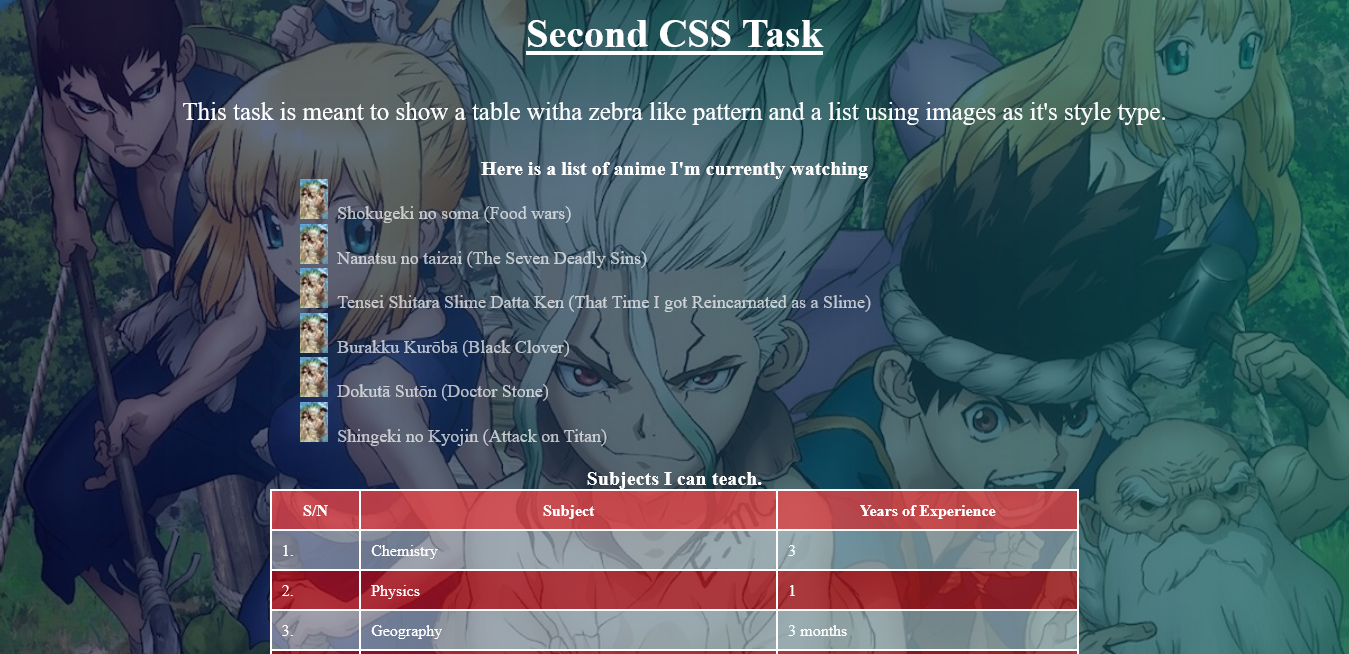 Second CSS Task
This task is meant to show a table witha zebra like pattern and a list using images as it's style type.
Here is a list of anime I'm currently watching
Shokugeki no soma (Food wars)
Nanatsu no taizai (The Seven Deadly Sins)
Tensei Shitara Slime Datta Ken (That Time I got Reincarnated as a Slime)
Burakku Kurōbā (Black Clover)
Dokutā Sutōn (Doctor Stone)
Shingeki no Kyojin (Attack on Titan)
Subjects I can teach.
S/N Subject Years of Experience
1. Chemistry 3
2. Physics 1
3. Geography 3 months